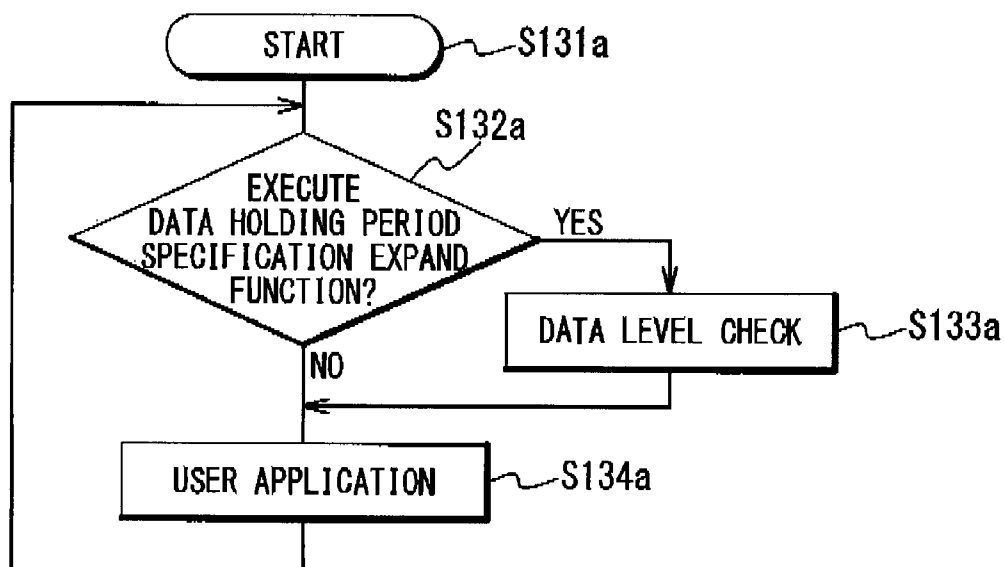 START
S131a
S132a
EXECUTE
DATA HOLDING PERIOD
SPECIFICATION EXPAND
FUNCTION?
YES
DATA LEVEL CHECK
S133a
NO
USER APPLICATION
S134a